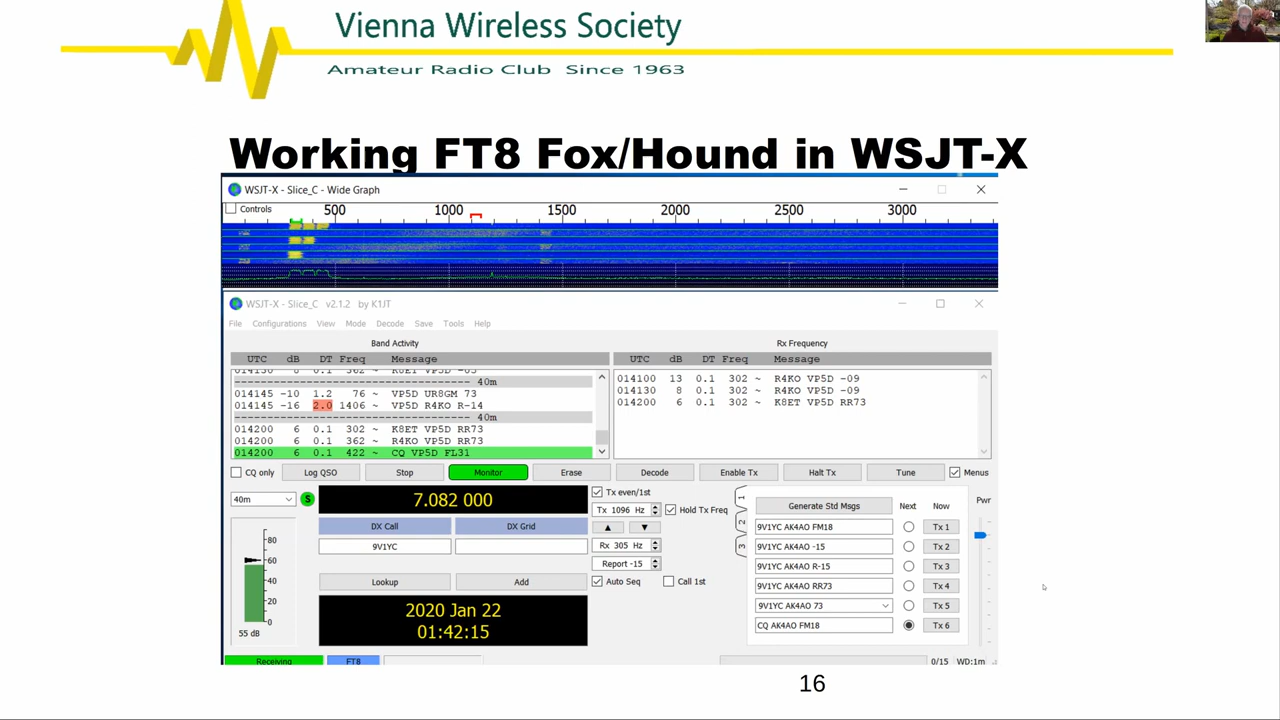 Vienna Wireless Society
Amateur Radio Club Since 1963
Working FT8 Fox/Hound in WSJT-X
WSJT-X - Slice_C - Wide Graph
Controls 500 1000 1500 2000 2500 3000
WSJT-X - Slice_C v2.1.2 by K1JT
File Configurations View Mode Decode Save Tools Help
Band Activity
UTC dB DT Freq Message
014130 8 0.1 362 ~ R0ET VP5D -05
---------------------------------------- 40m
014145 -10 1.2 76 ~ VP5D UR8GM 73
014145 -16 2.0 1406 ~ VP5D R4KO R-14
---------------------------------------- 40m
014200 6 0.1 302 ~ K8ET VP5D RR73
014200 6 0.1 362 ~ R4KO VP5D RR73
014200 6 0.1 422 ~ CQ VP5D FL31
Rx Frequency
UTC dB DT Freq Message
014100 13 0.1 302 ~ R4KO VP5D -09
014130 8 0.1 302 ~ R4KO VP5D -09
014200 6 0.1 302 ~ K8ET VP5D RR73
CQ only Log QSO Stop Monitor Erase Decode Enable Tx Halt Tx Tune Menus
40m S 7.082 000
DX Call DX Grid
9V1YC
Lookup Add
2020 Jan 22
01:42:15
80
60
40
20
0
55 dB
Tx even/1st
Tx 1096 Hz Hold Tx Freq
Rx 305 Hz
Report -15
Auto Seq Call 1st
1
2
3
Generate Std Msgs Next Now Pwr
9V1YC AK4AO FM18 Tx 1
9V1YC AK4AO -15 Tx 2
9V1YC AK4AO R-15 Tx 3
9V1YC AK4AO RR73 Tx 4
9V1YC AK4AO 73 Tx 5
CQ AK4AO FM18 Tx 6
Receiving FT8 0/15 WD:1m
16